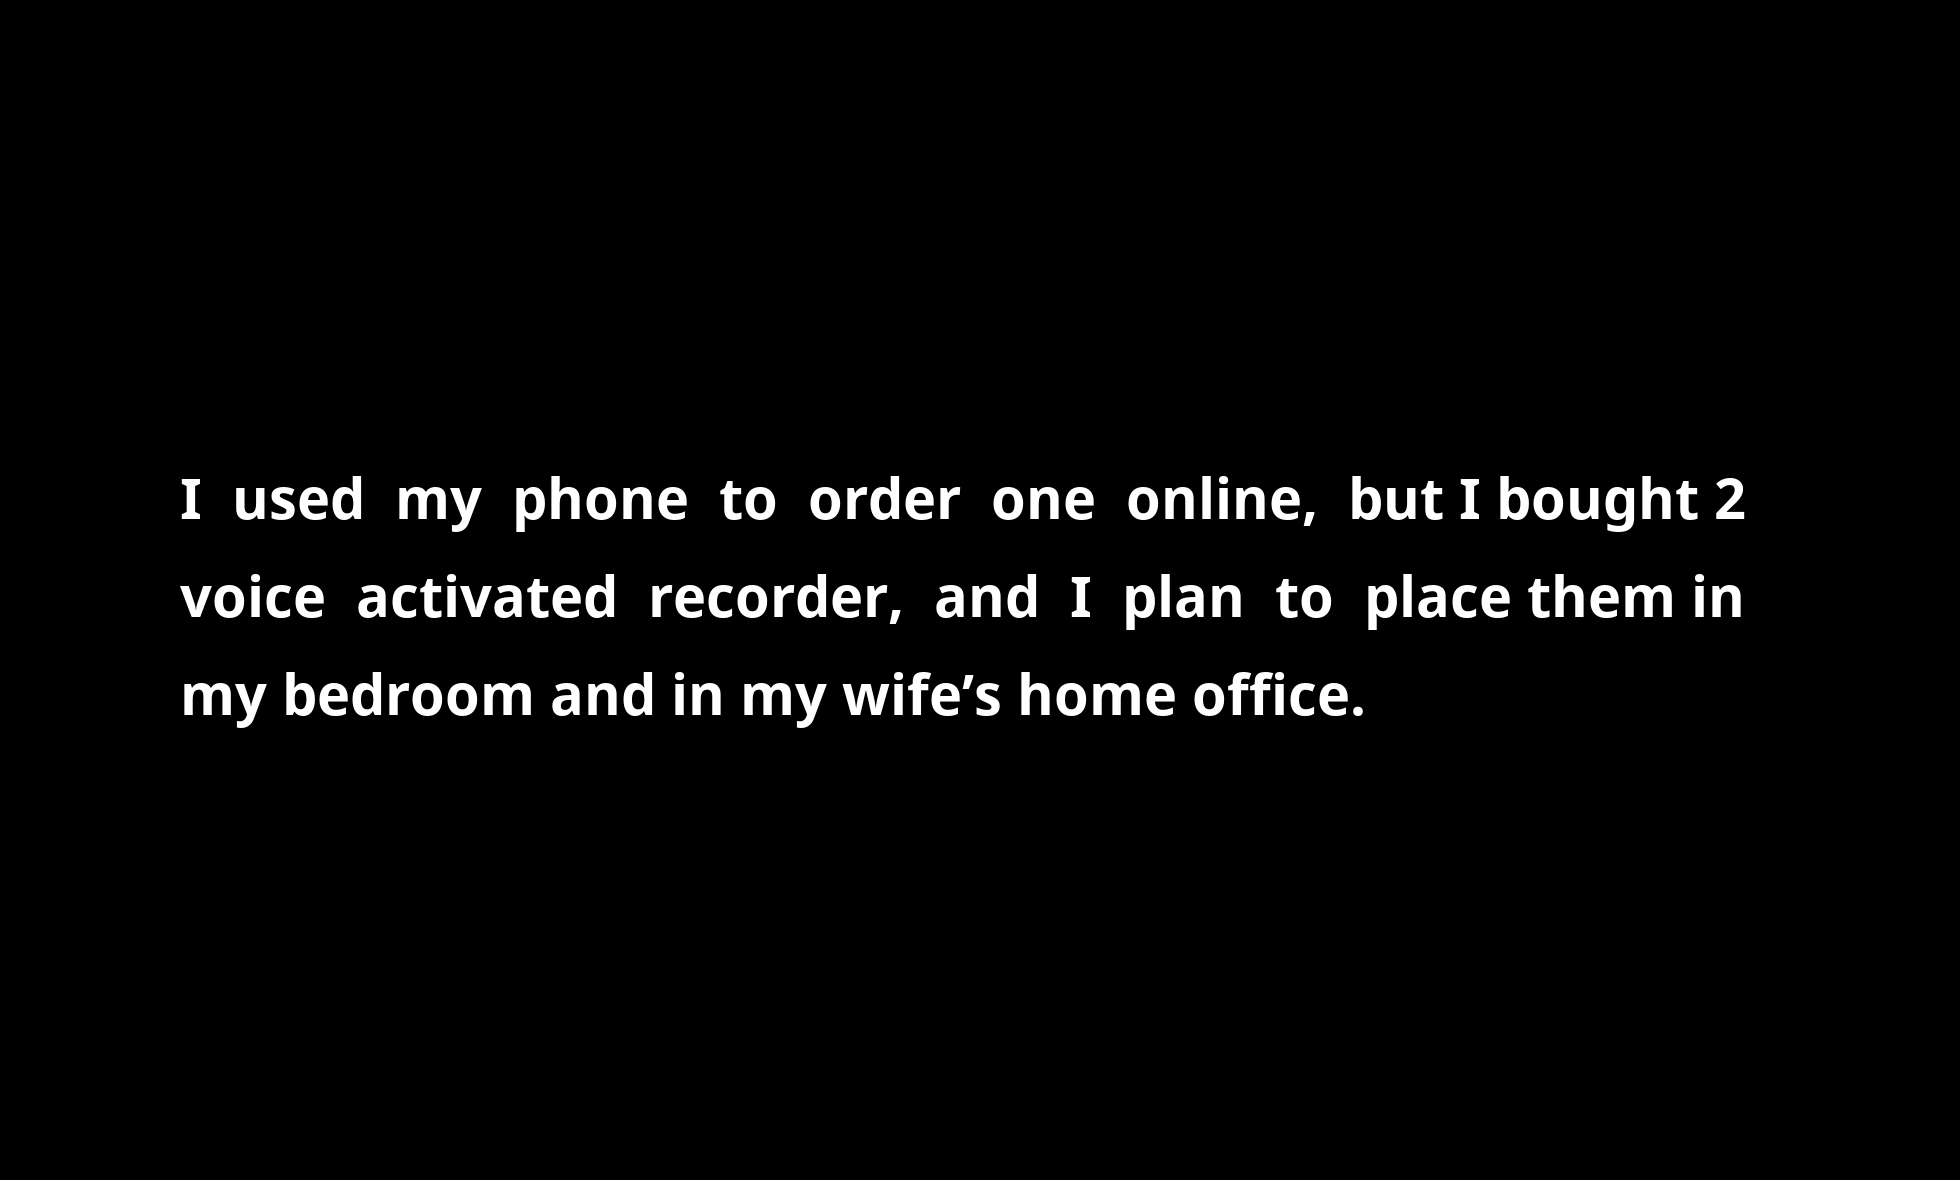 I used my phone to order one online, but I bought 2
voice activated recorder, and I plan to place them in
my bedroom and in my wife’s home office.